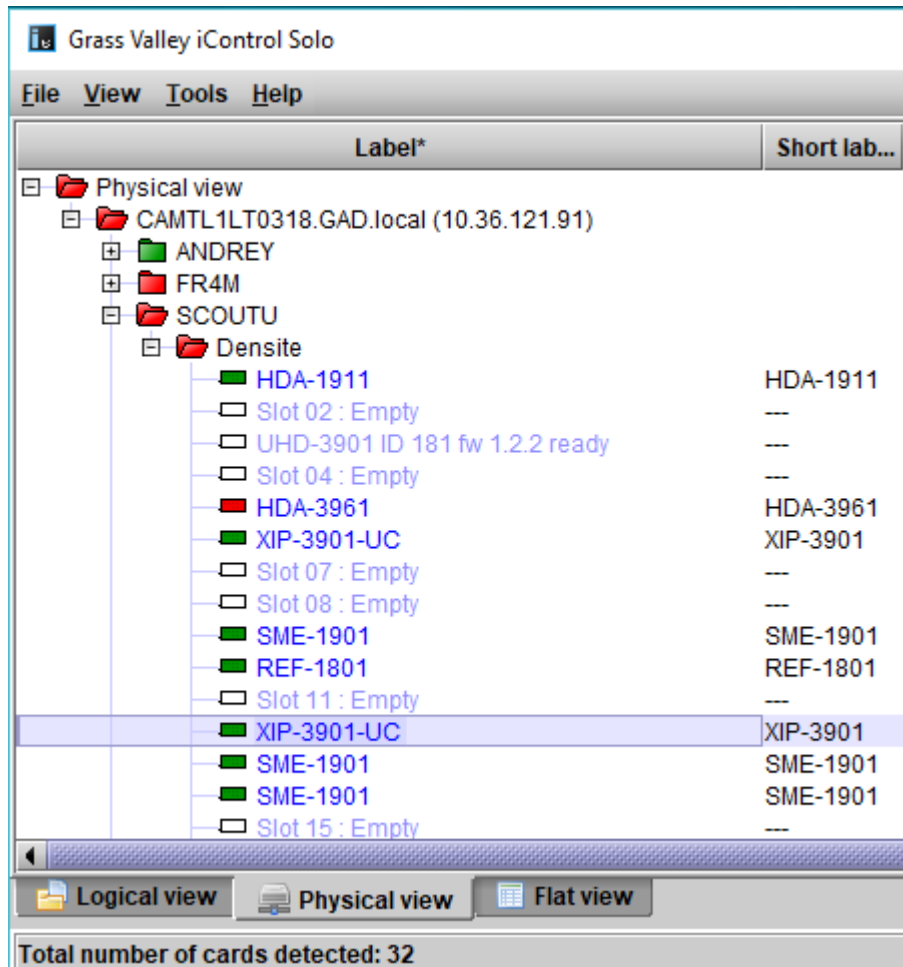 Grass Valley iControl Solo
File View Tools Help
Label* Short lab...
Physical view
CAMTL1LT0318.GAD.local (10.36.121.91)
ANDREY
FR4M
SCOUTU
Densite
HDA-1911 HDA-1911
Slot 02 : Empty ---
UHD-3901 ID 181 fw 1.2.2 ready ---
Slot 04 : Empty ---
HDA-3961 HDA-3961
XIP-3901-UC XIP-3901
Slot 07 : Empty ---
Slot 08 : Empty ---
SME-1901 SME-1901
REF-1801 REF-1801
Slot 11 : Empty ---
XIP-3901-UC XIP-3901
SME-1901 SME-1901
SME-1901 SME-1901
Slot 15 : Empty ---
Logical view Physical view Flat view
Total number of cards detected: 32